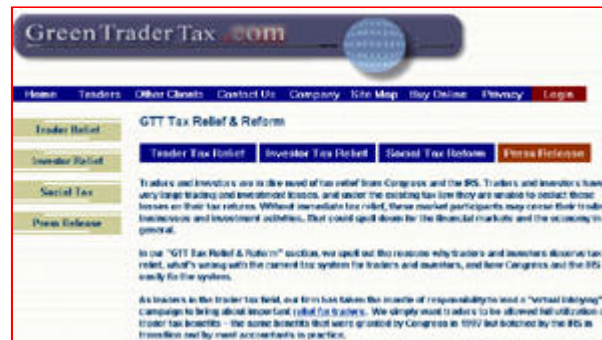 Green Trader Tax .com
Home Traders Other Clients Contact Us Company Site Map Buy Online Privacy Login
GTT Tax Relief & Reform
Trader Relief
Investor Relief
Social Tax
Press Release
Trader Tax Relief Investor Tax Relief Social Tax Reform Press Release
Traders and investors are in dire need of tax relief from Congress and the IRS. Traders and investors have
very large trading and investment losses, and under the existing tax law they are unable to deduct those
losses on their tax returns. Without immediate tax relief, these market participants may cease their
businesses and investment activities. That could spell doom for the financial markets and the economy in
general.
In our "GTT Tax Relief & Reform" section, we spell out the reasons why traders and investors deserve tax
relief, what's wrong with the current tax system for traders and investors, and how Congress and the IRS
easily fix the system.
As leaders in the trader tax field, our firm has taken the mantle of responsibility to lead a "virtual lobbying"
campaign to bring about important relief for traders. We simply want traders to be allowed full utilization
trader tax benefits - the same benefits that were granted by Congress in 1997 but botched by the IRS in
transition and by most accountants in practice.